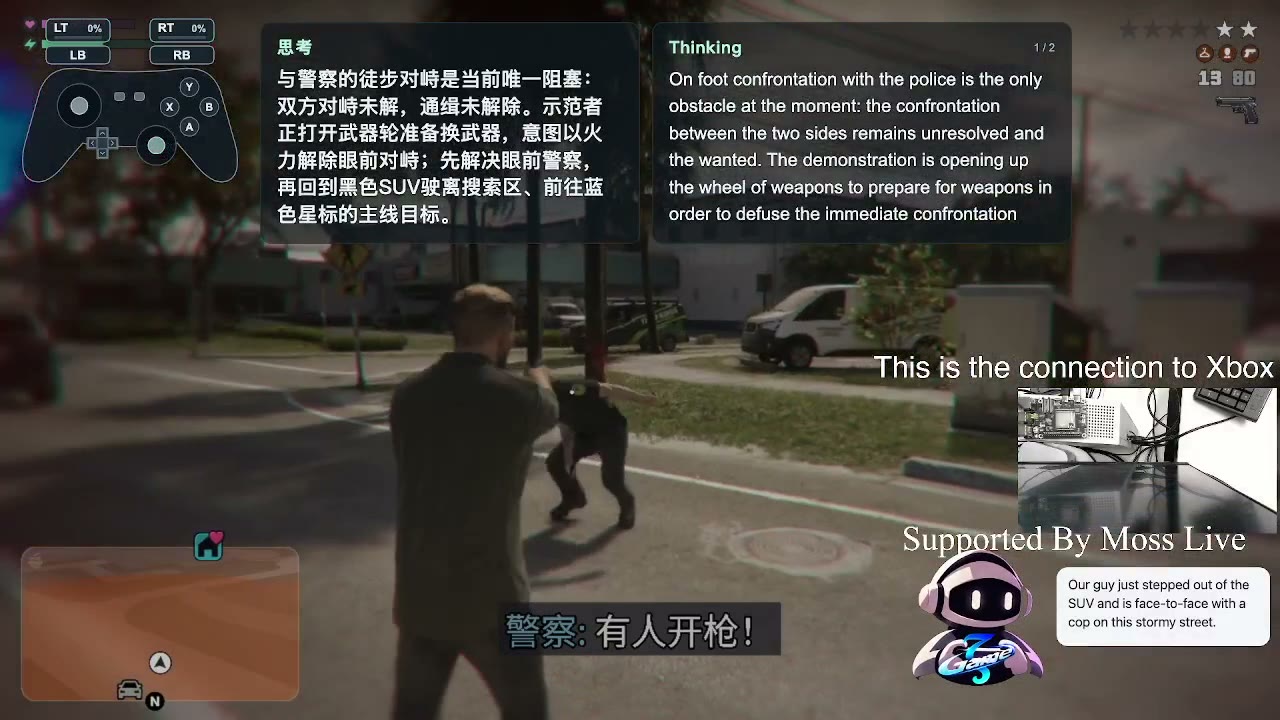 LT 0%
RT 0%
LB
RB
Y
X
B
A
思考
与警察的徒步对峙是当前唯一阻塞：
双方对峙未解，通缉未解除。示范者
正打开武器轮准备换武器，意图以火
力解除眼前对峙；先解决眼前警察，
再回到黑色SUV驶离搜索区、前往蓝
色星标的主线目标。
Thinking
1/2
On foot confrontation with the police is the only
obstacle at the moment: the confrontation
between the two sides remains unresolved and
the wanted. The demonstration is opening up
the wheel of weapons to prepare for weapons in
order to defuse the immediate confrontation
13 80
This is the connection to Xbox
Supported By Moss Live
Our guy just stepped out of the
SUV and is face-to-face with a
cop on this stormy street.
警察: 有人开枪！
N